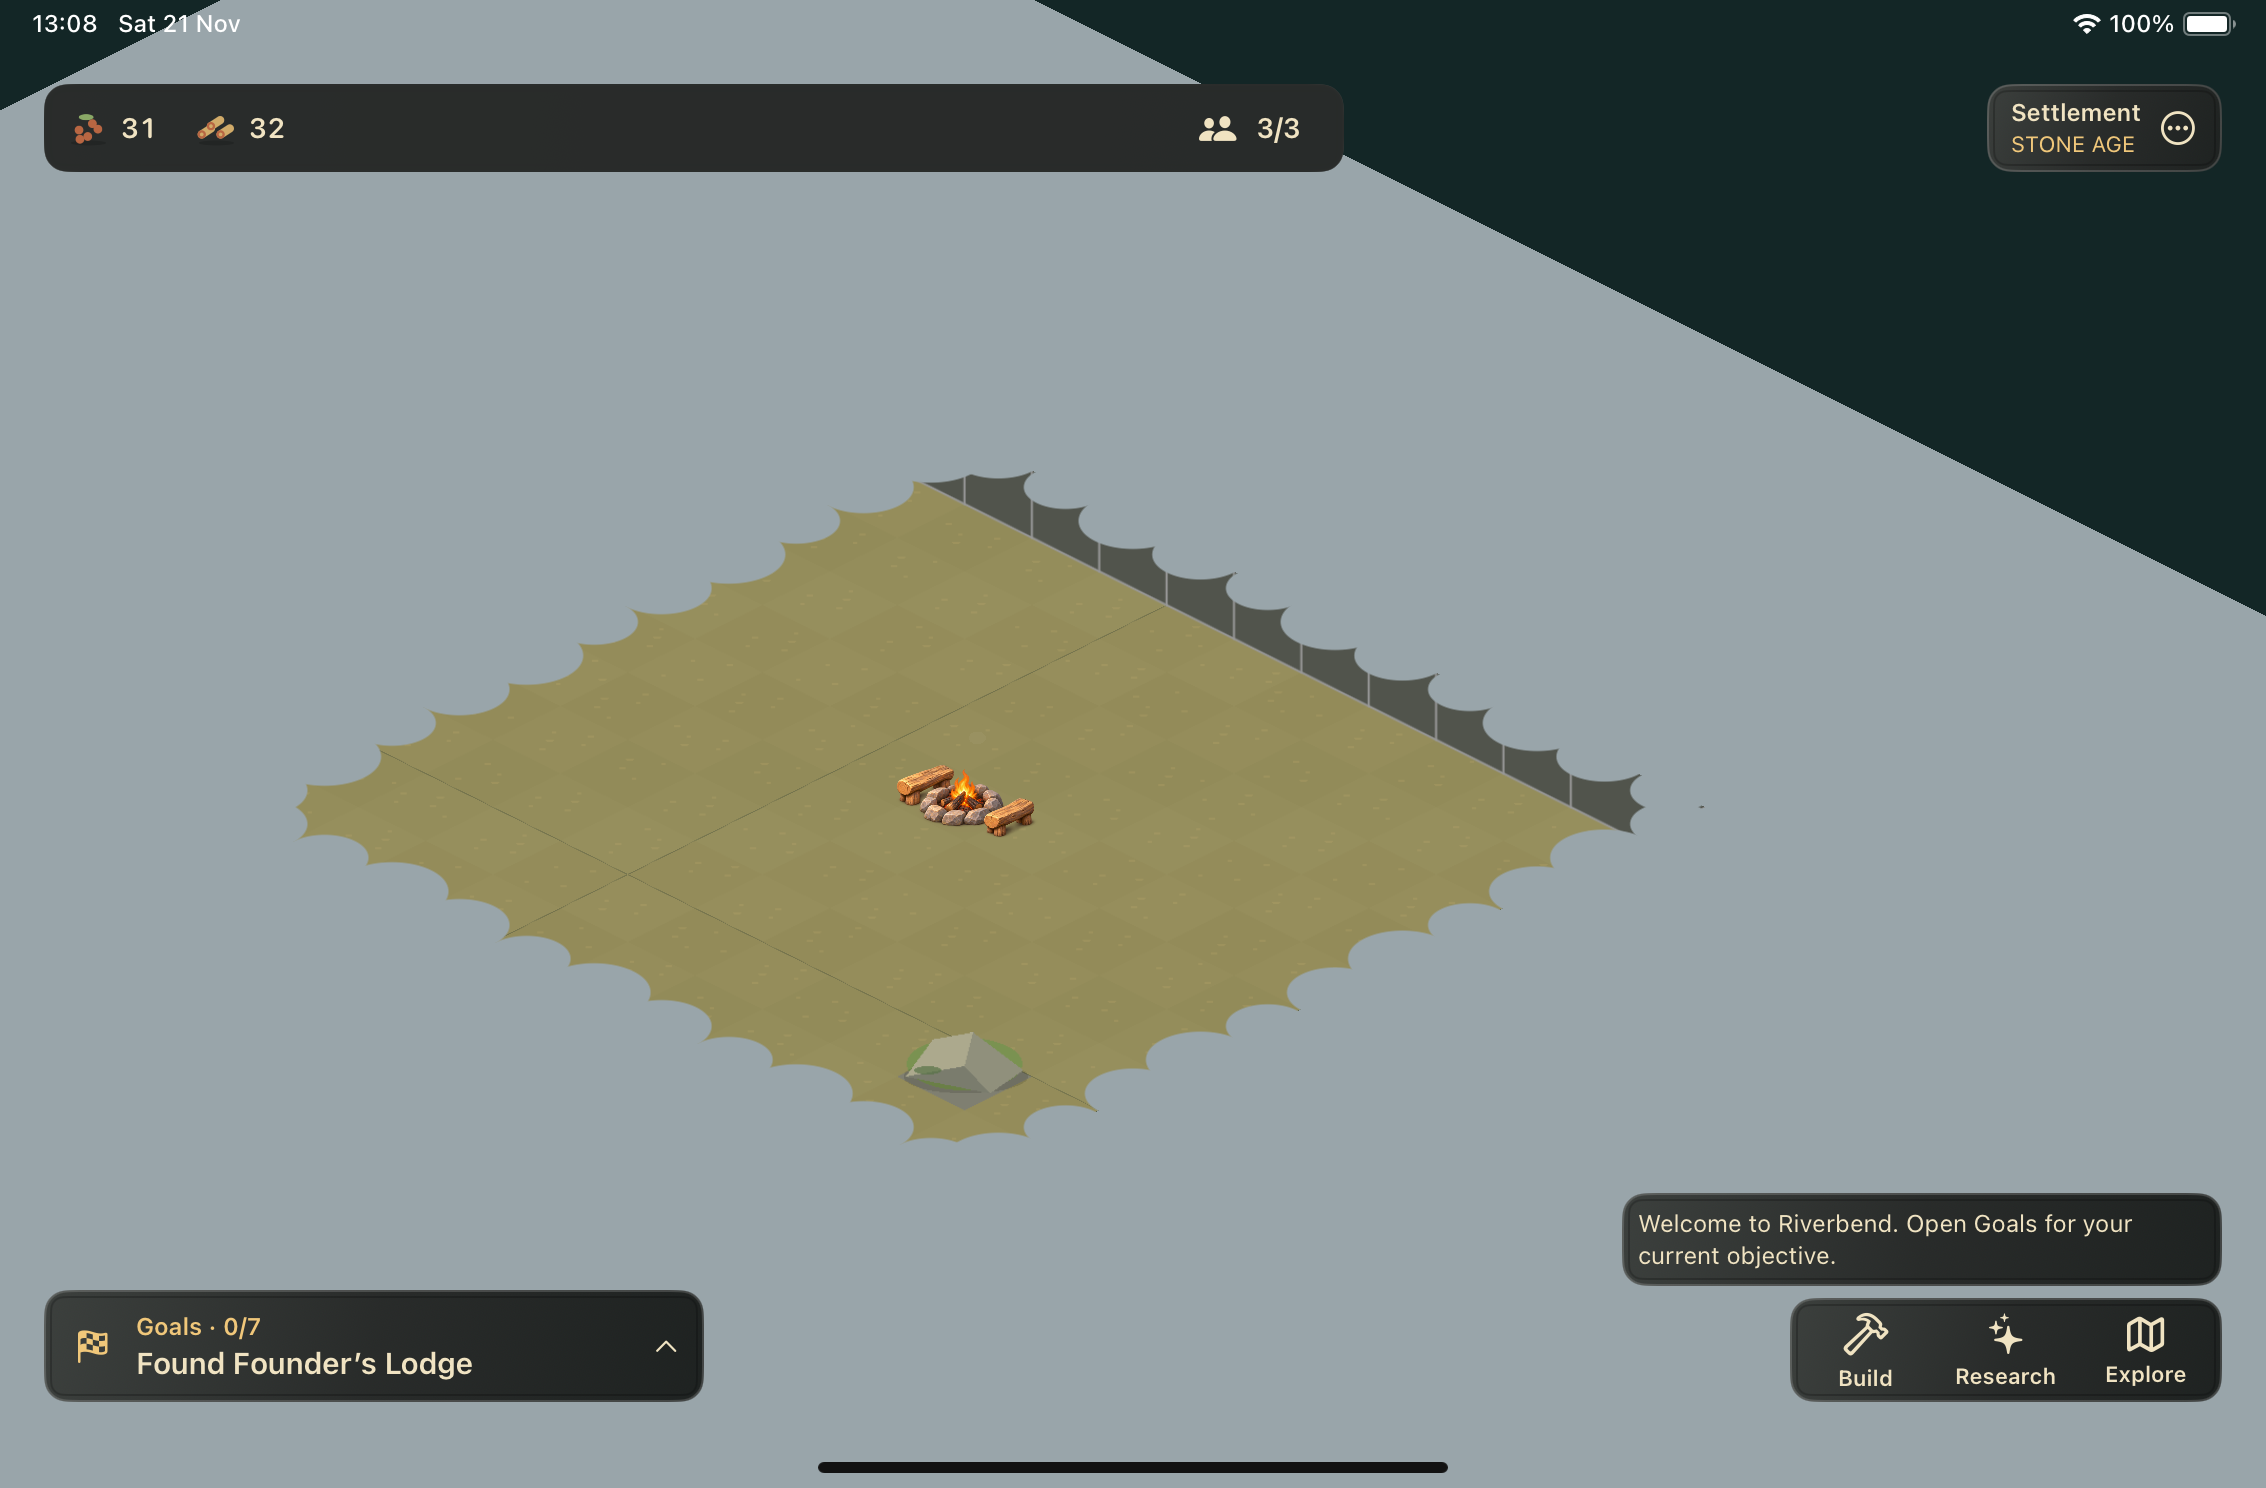 13:08 Sat 21 Nov 100%
31 32 3/3
Settlement
STONE AGE
Welcome to Riverbend. Open Goals for your
current objective.
Goals · 0/7
Found Founder’s Lodge
Build Research Explore